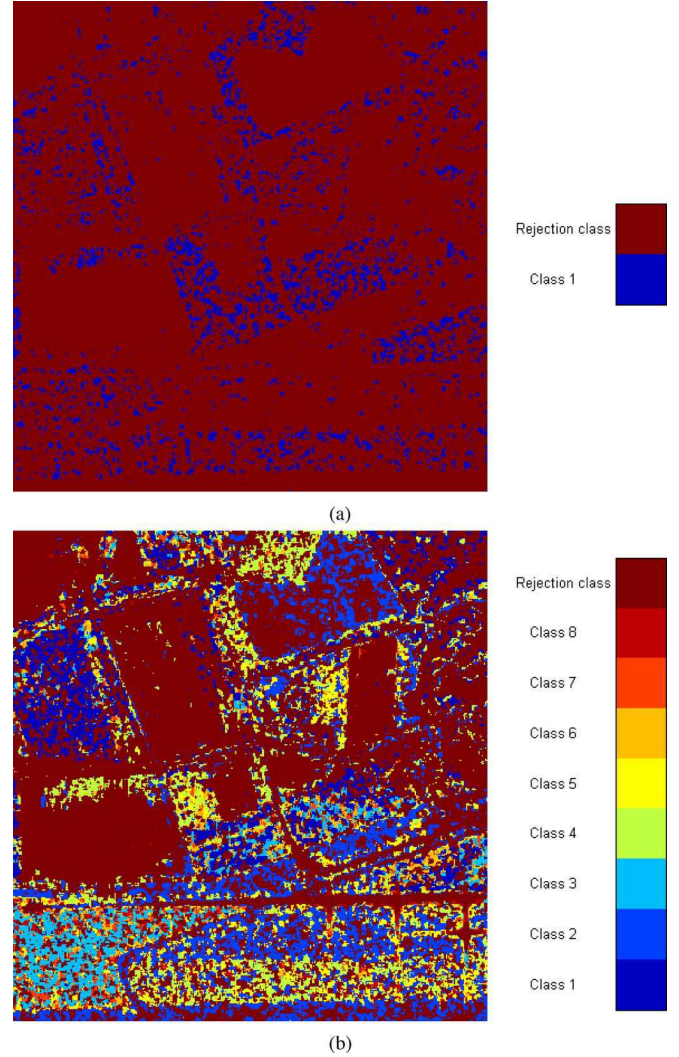 Rejection class
Class 1
(a)
Rejection class
Class 8
Class 7
Class 6
Class 5
Class 4
Class 3
Class 2
Class 1
(b)